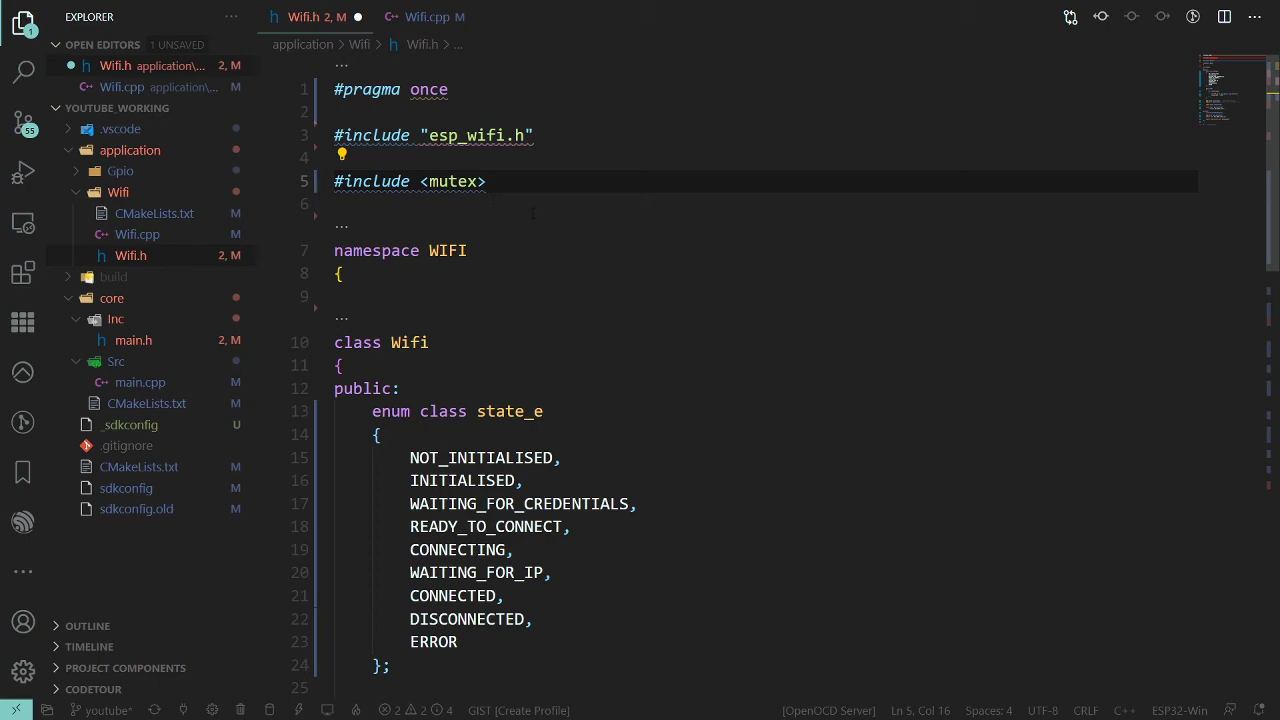 EXPLORER
OPEN EDITORS 1 UNSAVED
Wifi.h application\... 2, M
Wifi.cpp application\... M
YOUTUBE_WORKING
.vscode
application
Gpio
Wifi
CMakeLists.txt M
Wifi.cpp M
Wifi.h 2, M
build
core
Inc
main.h 2, M
Src
main.cpp M
CMakeLists.txt M
_sdkconfig U
.gitignore
CMakeLists.txt M
sdkconfig M
sdkconfig.old M
OUTLINE
TIMELINE
PROJECT COMPONENTS
CODETOUR
1
55
h Wifi.h 2, M
C++ Wifi.cpp M
application > Wifi > h Wifi.h > ...
1 #pragma once
2
3 #include "esp_wifi.h"
4
5 #include <mutex>
6
7 namespace WIFI
8 {
9
10 class Wifi
11 {
12 public:
13 enum class state_e
14 {
15 NOT_INITIALISED,
16 INITIALISED,
17 WAITING_FOR_CREDENTIALS,
18 READY_TO_CONNECT,
19 CONNECTING,
20 WAITING_FOR_IP,
21 CONNECTED,
22 DISCONNECTED,
23 ERROR
24 };
25
youtube* 2 2 4 GIST [Create Profile] [OpenOCD Server] Ln 5, Col 16 Spaces: 4 UTF-8 CRLF C++ ESP32-Win